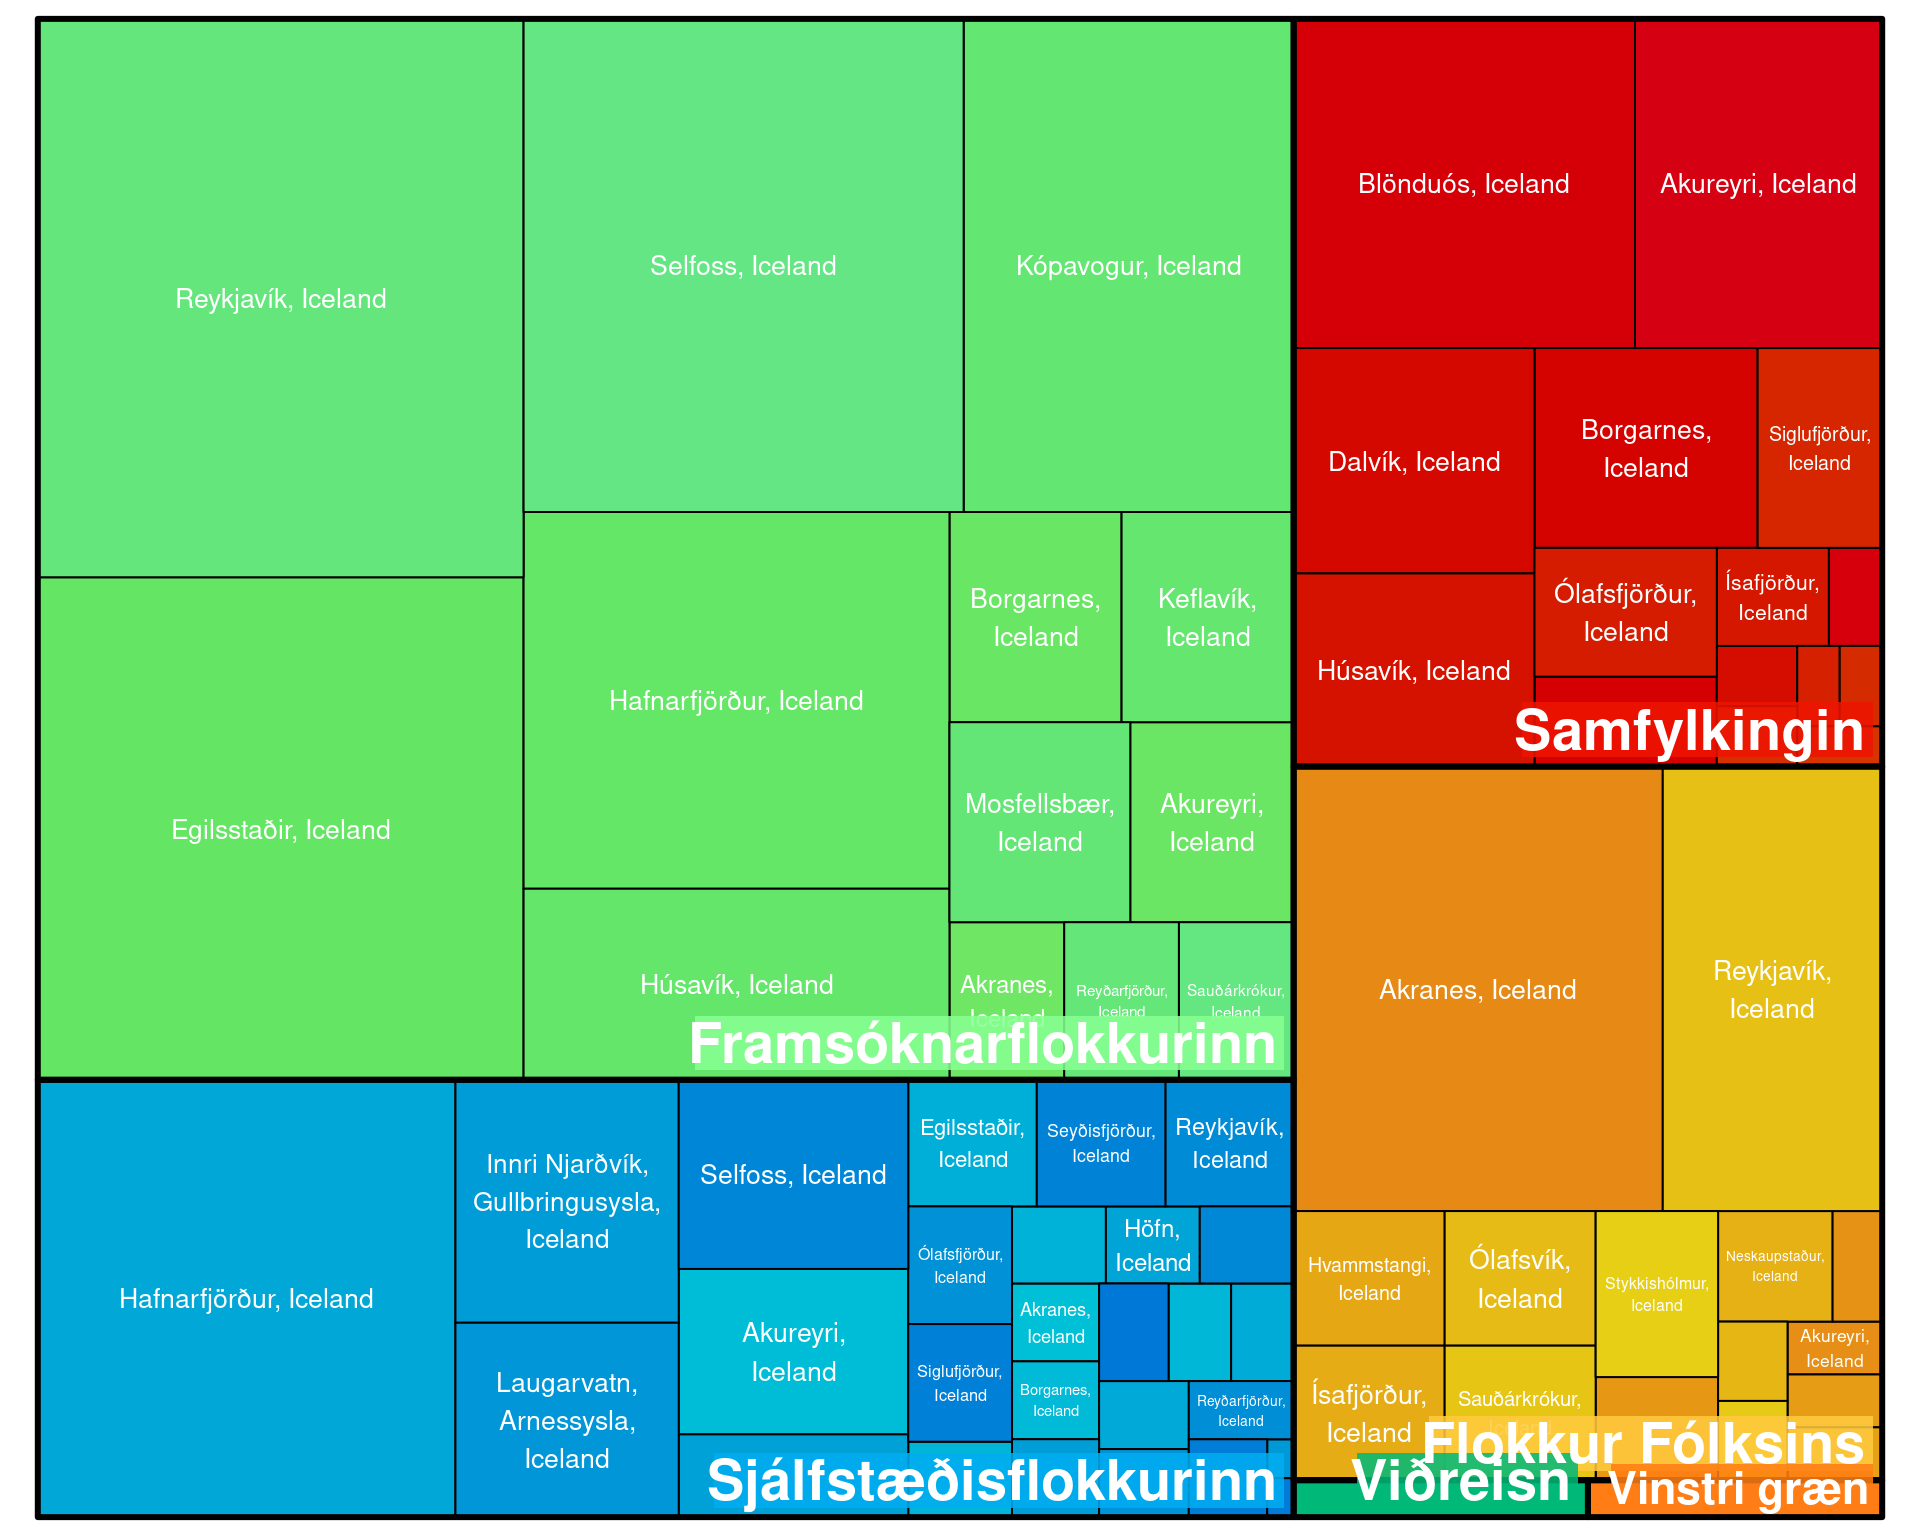 Reykjavík, Iceland
Selfoss, Iceland
Kópavogur, Iceland
Egilsstaðir, Iceland
Hafnarfjörður, Iceland
Borgarnes,
Iceland
Keflavík,
Iceland
Mosfellsbær,
Iceland
Akureyri,
Iceland
Húsavík, Iceland
Akranes,
Iceland
Reyðarfjörður,
Iceland
Sauðárkrókur,
Iceland
Framsóknarflokkurinn
Blönduós, Iceland
Akureyri, Iceland
Dalvík, Iceland
Borgarnes,
Iceland
Siglufjörður,
Iceland
Húsavík, Iceland
Ólafsfjörður,
Iceland
Ísafjörður,
Iceland
Samfylkingin
Hafnarfjörður, Iceland
Innri Njarðvík,
Gullbringusysla,
Iceland
Laugarvatn,
Arnessysla,
Iceland
Selfoss, Iceland
Akureyri,
Iceland
Egilsstaðir,
Iceland
Seyðisfjörður,
Iceland
Reykjavík,
Iceland
Ólafsfjörður,
Iceland
Höfn,
Iceland
Siglufjörður,
Iceland
Akranes,
Iceland
Borgarnes,
Iceland
Reyðarfjörður,
Iceland
Sjálfstæðisflokkurinn
Akranes, Iceland
Reykjavík,
Iceland
Hvammstangi,
Iceland
Ólafsvík,
Iceland
Stykkishólmur,
Iceland
Neskaupstaður,
Iceland
Akureyri,
Iceland
Ísafjörður,
Iceland
Sauðárkrókur,
Flokkur Fólksins
Viðreisn
Vinstri græn